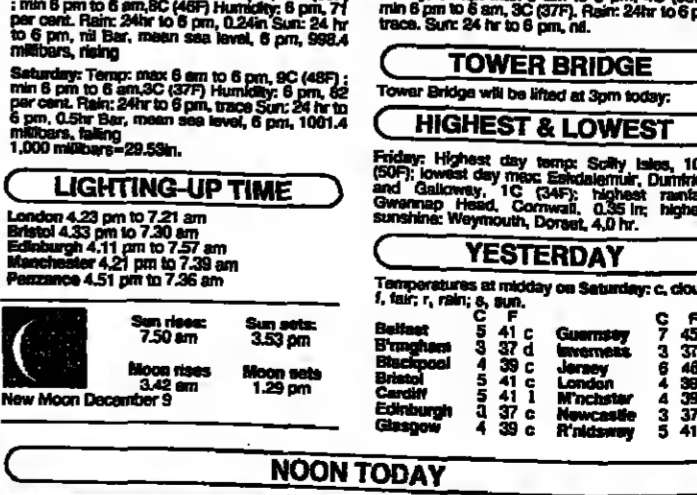 ; min 6 pm to 6 am,8C (46F) Humidity: 6 pm, 71
per cent. Rain: 24hr to 6 pm, 0.24in Sun: 24 hr
to 6 pm, nil Bar, mean sea level, 6 pm, 998.4
millibars, rising
Saturday: Temp: max 6 am to 6 pm, 9C (48F) ;
min 6 pm to 6 am.3C (37F) Humidity: 6 pm, 82
per cent. Rain: 24hr to 6 pm, trace Sun: 24 hr to
6 pm, 0.5hr Bar, mean sea level, 6 pm, 1001.4
millibars, falling
1,000 millibars=29.53in.
LIGHTING-UP TIME
London 4.23 pm to 7.21 am
Bristol 4.33 pm to 7.30 am
Edinburgh 4.11 pm to 7.57 am
Manchester 4.21 pm to 7.39 am
Penzance 4.51 pm to 7.36 am
Sun rises: Sun sets:
7.50 am 3.53 pm
Moon rises Moon sets
3.42 am 1.29 pm
New Moon December 9
min 6 pm to 6 am, 3C (37F). Rain: 24hr to 6
trace. Sun: 24 hr to 6 pm, nil.
TOWER BRIDGE
Tower Bridge will be lifted at 3pm today:
HIGHEST & LOWEST
Friday: Highest day temp: Scilly Isles,
(50F); lowest day max: Eskdalemuir,
and Galloway, 1C (34F); highest
Gwennap Head, Cornwall, 0.35 in;
sunshine: Weymouth, Dorset, 4.0 hr.
YESTERDAY
Temperatures at midday on Saturday: c,
f, fair; r, rain; s, sun.
C F C
Belfast 5 41 c Guernsey 7 45
B'rmgham 3 37 d Inverness 3 37
Blackpool 4 39 c Jersey 6
Bristol 5 41 c London 4
Cardiff 5 41 M'nchster 4 39
Edinburgh 3 37 c Newcastle 3 37
Glasgow 4 39 c R'nldsway 5 41
NOON TODAY